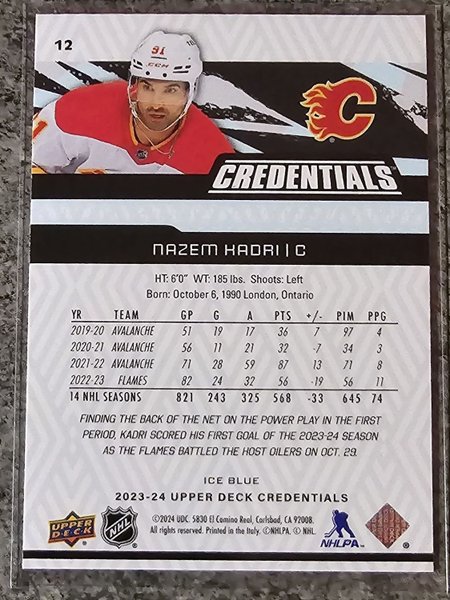 12
91
CCM
CREDENTIALS
NAZEM KADRI | C
HT: 6'0" WT: 185 lbs. Shoots: Left
Born: October 6, 1990 London, Ontario
YR TEAM GP G A PTS +/- PIM PPG
2019-20 AVALANCHE 51 19 17 36 7 97 4
2020-21 AVALANCHE 56 11 21 32 -7 34 3
2021-22 AVALANCHE 71 28 59 87 13 71 8
2022-23 FLAMES 82 24 32 56 -19 56 11
14 NHL SEASONS 821 243 325 568 -33 645 74
FINDING THE BACK OF THE NET ON THE POWER PLAY IN THE FIRST
PERIOD, KADRI SCORED HIS FIRST GOAL OF THE 2023-24 SEASON
AS THE FLAMES BATTLED THE HOST OILERS ON OCT. 29.
ICE BLUE
2023-24 UPPER DECK CREDENTIALS
UPPER DECK
NHL
©2024 UDC. 5830 El Camino Real, Carlsbad, CA 92008.
All rights reserved. Printed in the Italy. ©NHLPA. © NHL.
NHLPA